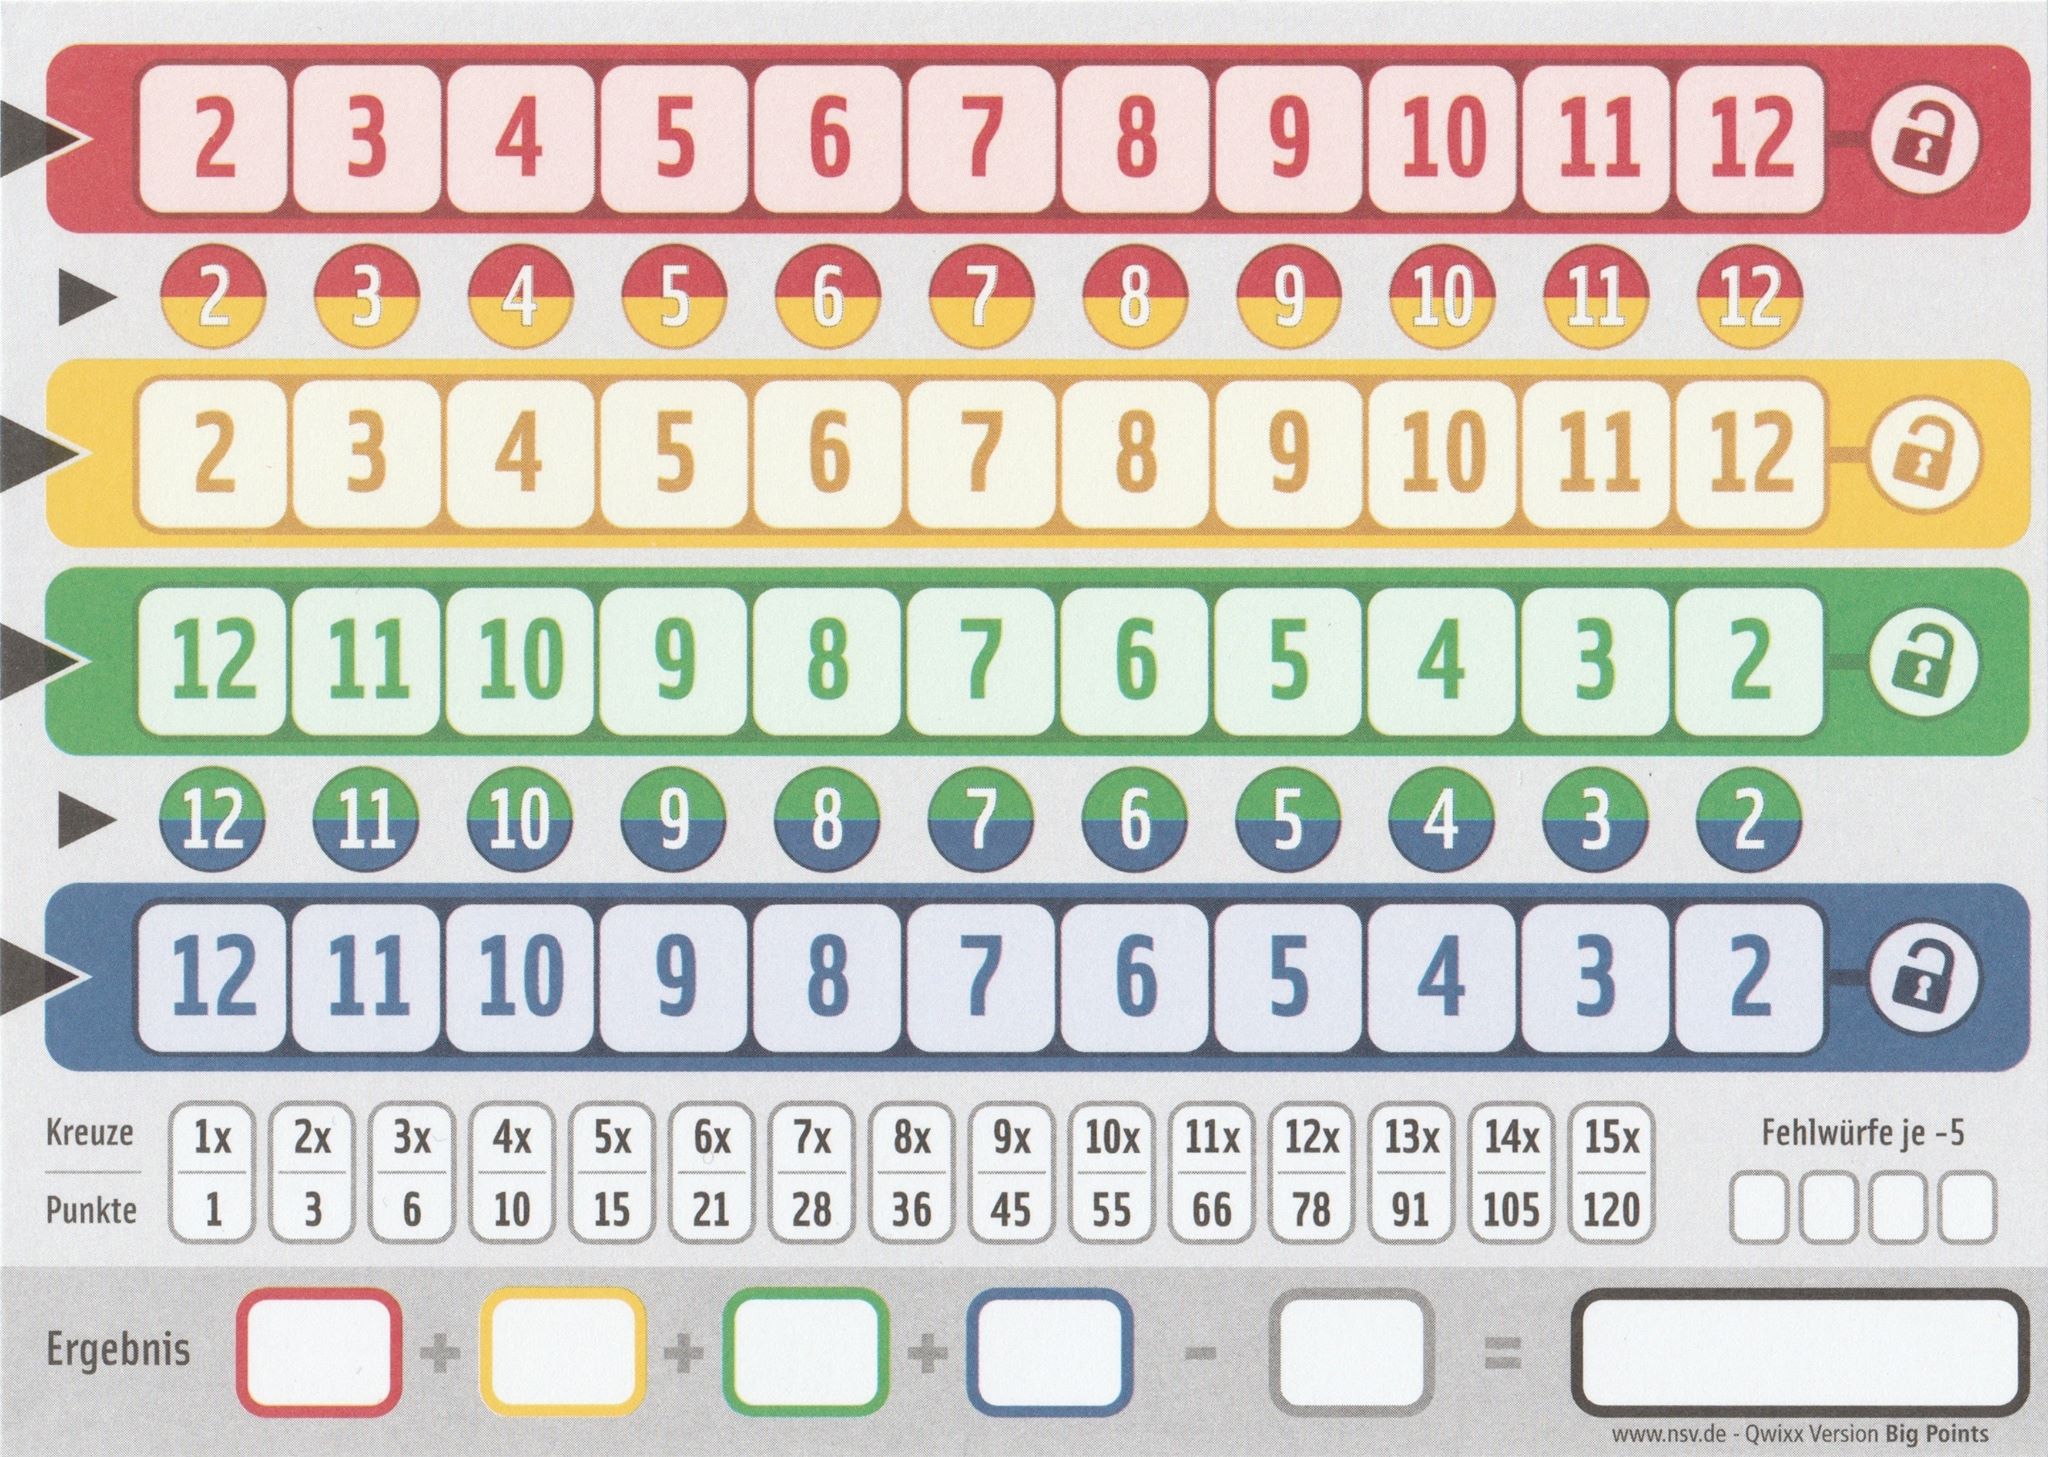 2 3 4 5 6 7 8 9 10 11 12
2 3 4 5 6 7 8 9 10 11 12
2 3 4 5 6 7 8 9 10 11 12
12 11 10 9 8 7 6 5 4 3 2
12 11 10 9 8 7 6 5 4 3 2
12 11 10 9 8 7 6 5 4 3 2
Kreuze 1x 2x 3x 4x 5x 6x 7x 8x 9x 10x 11x 12x 13x 14x 15x Fehlwürfe je -5
Punkte 1 3 6 10 15 21 28 36 45 55 66 78 91 105 120
Ergebnis + + + - =
www.nsv.de - Qwixx Version Big Points